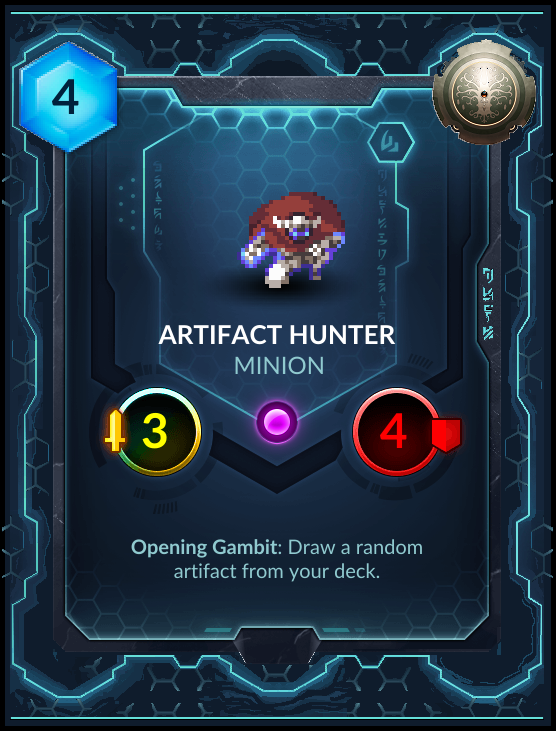 4
ARTIFACT HUNTER
MINION
3
4
Opening Gambit: Draw a random
artifact from your deck.